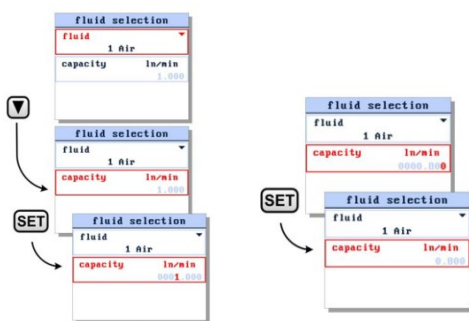 fluid selection
fluid
1 Air
capacity ln/min
1.000
fluid selection
fluid
1 Air
capacity ln/min
1.000
SET
fluid selection
fluid
1 Air
capacity ln/min
0001.000
fluid selection
fluid
1 Air
capacity ln/min
0000.000
SET
fluid selection
fluid
1 Air
capacity ln/min
0.000